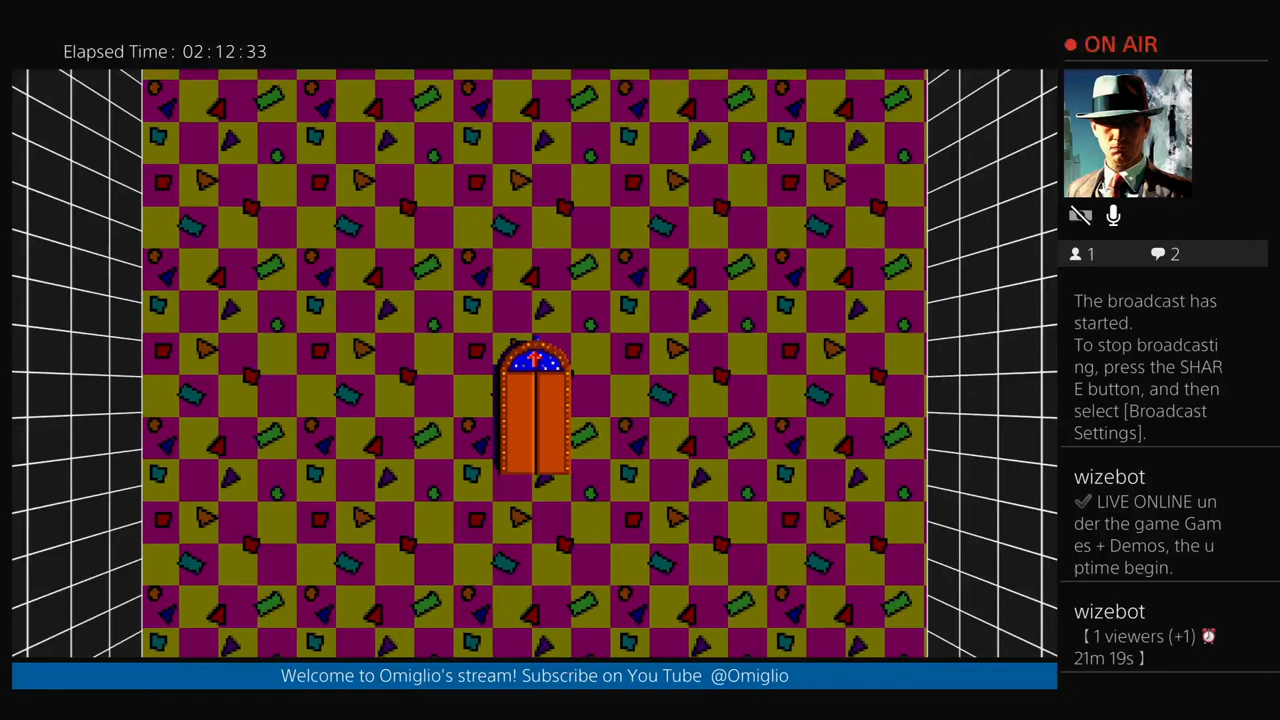 Elapsed Time: 02:12:33
ON AIR
1
2
The broadcast has
started.
To stop broadcasti
ng, press the SHAR
E button, and then
select [Broadcast
Settings].
wizebot
✔ LIVE ONLINE un
der the game Gam
es + Demos, the u
ptime begin.
wizebot
【 1 viewers (+1) ⏰
21m 19s 】
Welcome to Omiglio's stream! Subscribe on You Tube @Omiglio